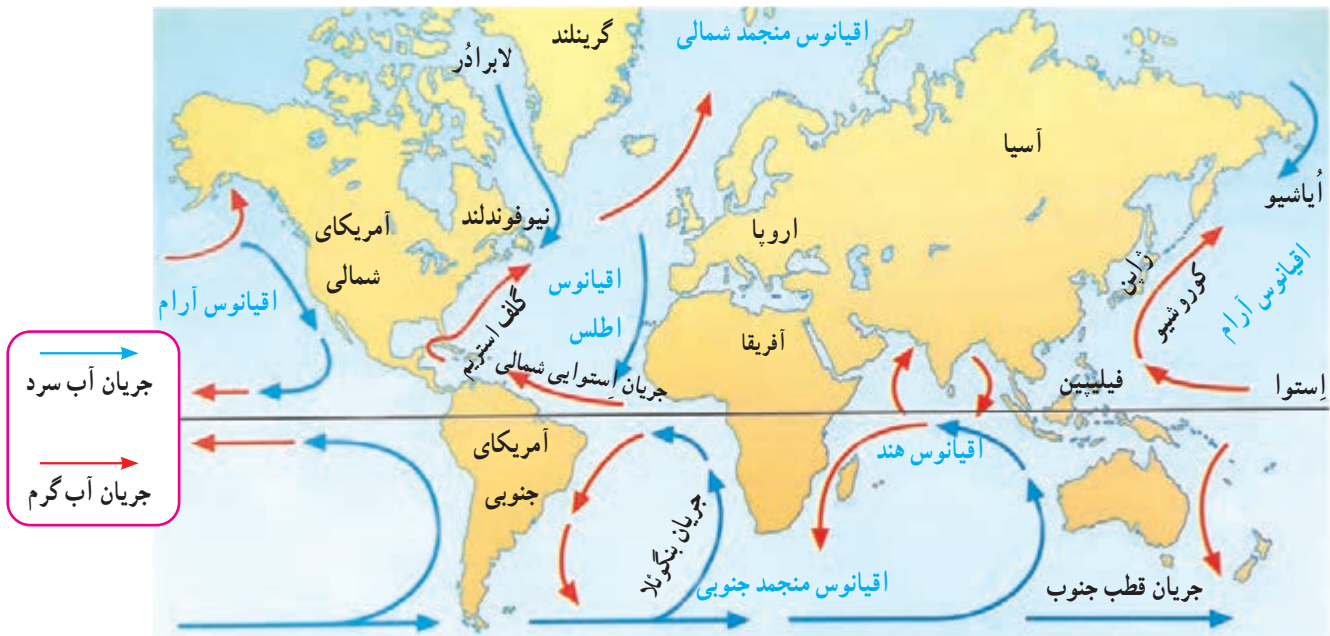 گرینلند
اقیانوس منجمد شمالی
لابرادُر
آسیا
اُیاشیو
نیوفوندلند
آمریکای
شمالی
اروپا
ژاپن
کوروشیو
اقیانوس آرام
اقیانوس آرام
اقیانوس
اطلس
گلف استریم
جریان اِستوایی شمالی
آفریقا
فیلیپین
اِستوا
جریان آب سرد
جریان آب گرم
آمریکای
جنوبی
اقیانوس هند
جریان بنگوئلا
اقیانوس منجمد جنوبی
جریان قطب جنوب